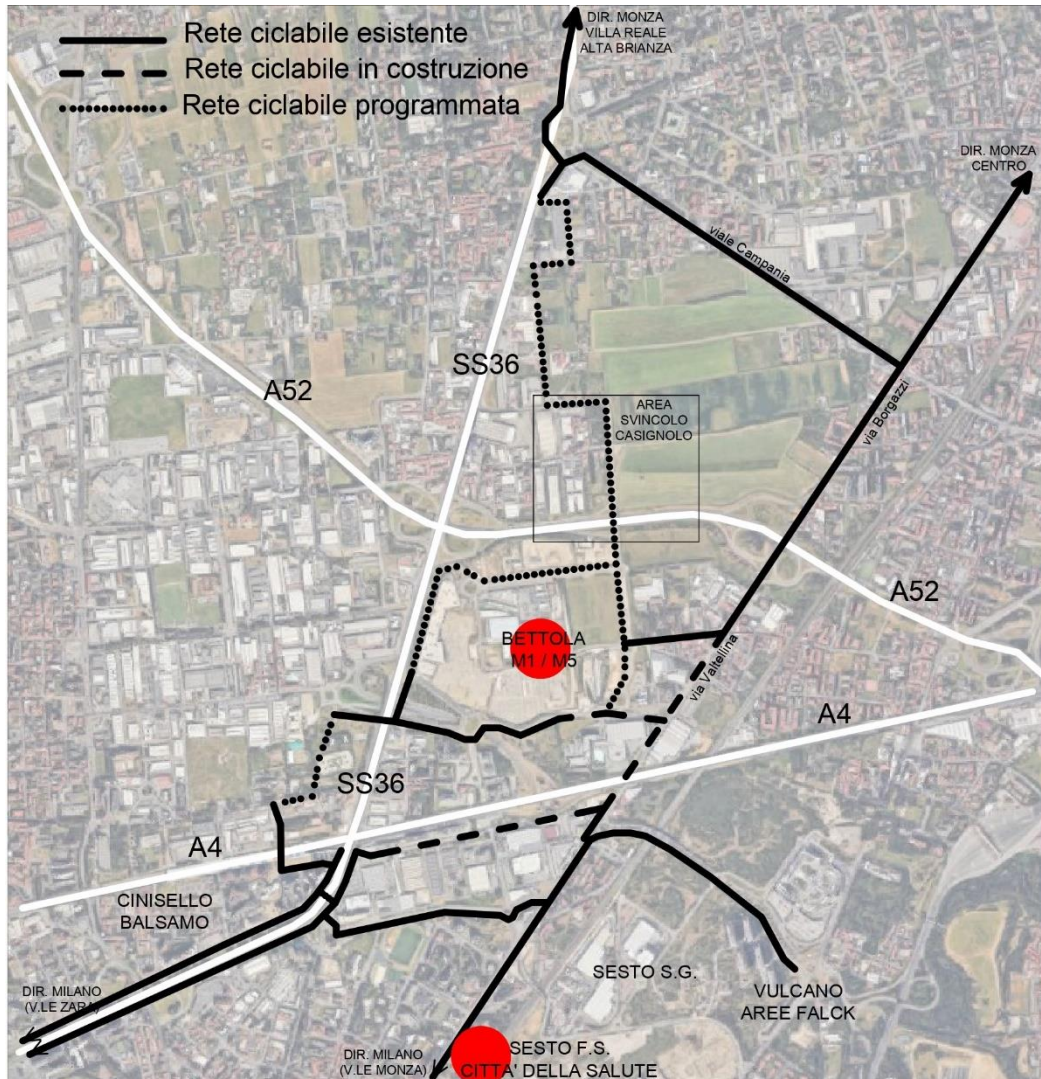 Rete ciclabile esistente
Rete ciclabile in costruzione
Rete ciclabile programmata
DIR. MONZA
VILLA REALE
ALTA BRIANZA
DIR. MONZA
CENTRO
viale Campania
SS36
A52
via Borgazzi
AREA
SVINCOLO
CASIGNOLO
A52
BETTOLA
M1 / M5
via Valtellina
A4
SS36
A4
CINISELLO
BALSAMO
SESTO S.G.
VULCANO
AREE FALCK
DIR. MILANO
(V.LE ZARA)
DIR. MILANO
(V.LE MONZA)
SESTO F.S.
CITTA' DELLA SALUTE